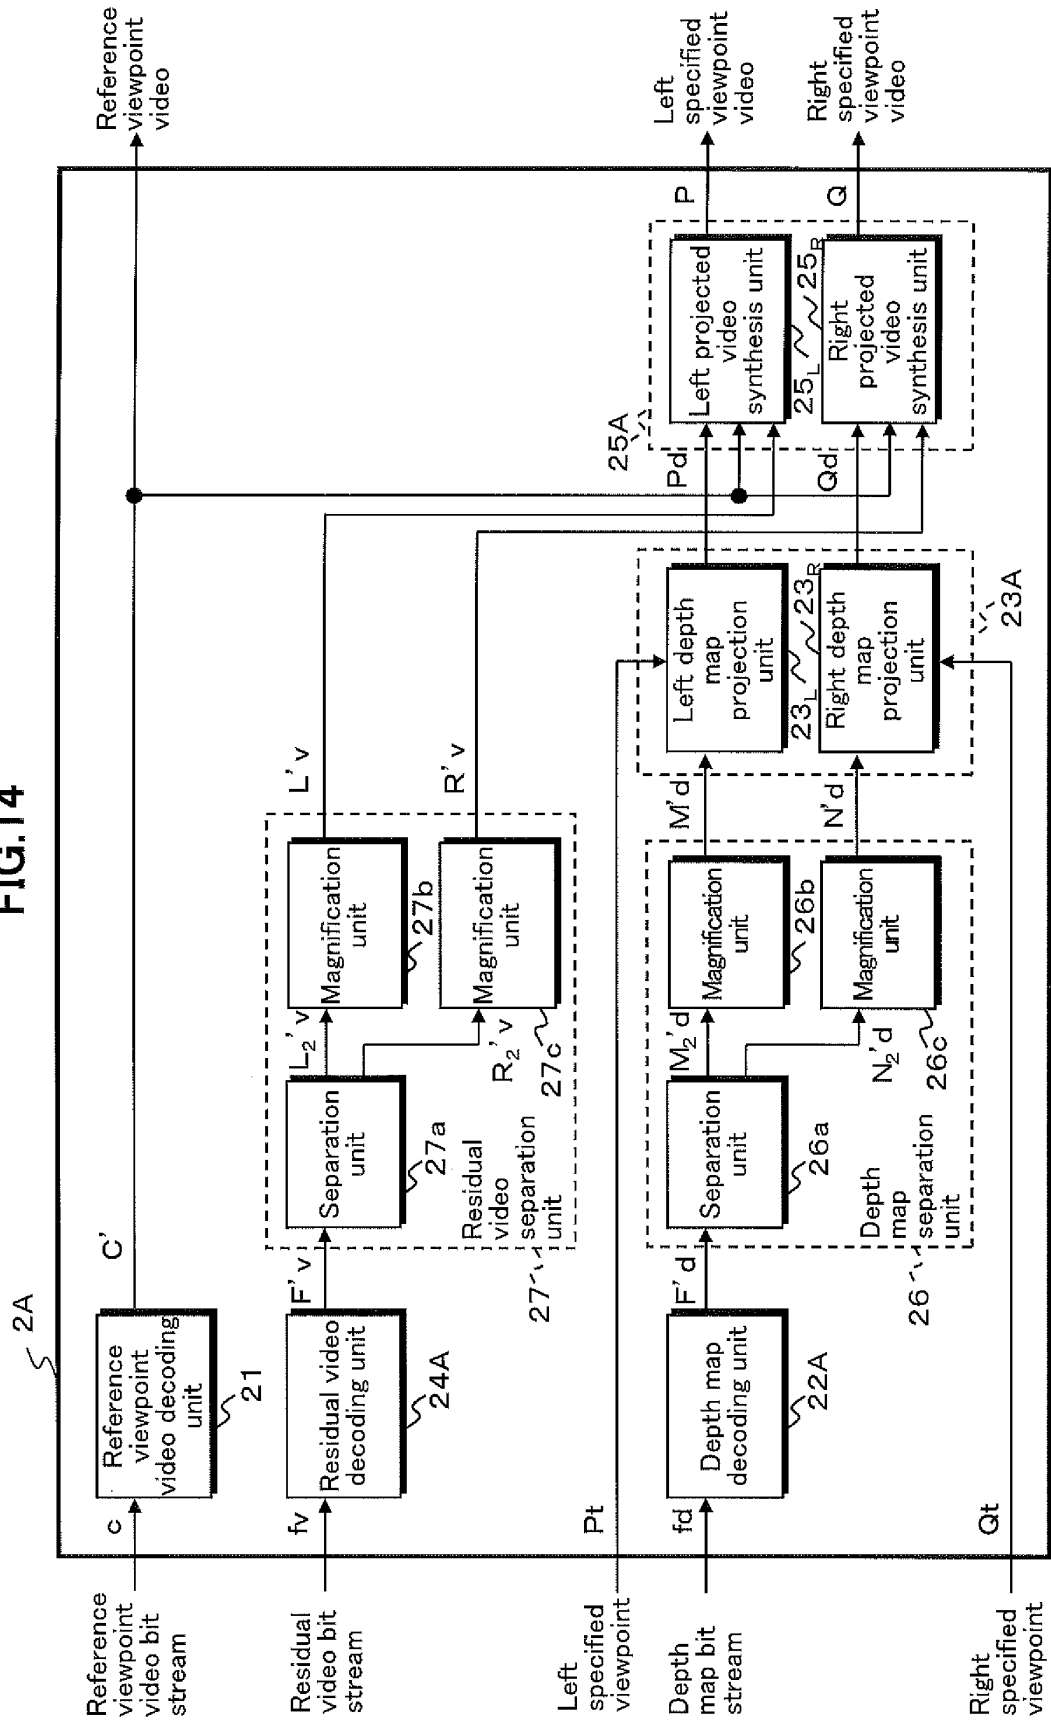 FIG.14
2A
Reference
viewpoint
video bit
stream
c
Reference
viewpoint
video decoding
unit
21
C'
Reference
viewpoint
video
Residual
video bit
stream
fv
Residual video
decoding unit
24A
F'v
Separation
unit
27a
L₂'v
R₂'v
Magnification
unit
27b
Magnification
unit
27c
Residual
video
separation
unit
27
L'v
R'v
Left
specified
viewpoint
Pt
Depth
map bit
stream
fd
Depth map
decoding unit
22A
F'd
Separation
unit
26a
M₂'d
N₂'d
Magnification
unit
26b
Magnification
unit
26c
Depth
map
separation
unit
26
M'd
N'd
Left depth
map
projection
unit
23L
23R
Right depth
map
projection
unit
23A
Pd
Qd
25A
Left projected
video
synthesis unit
25L
25R
Right
projected
video
synthesis unit
P
Left
specified
viewpoint
video
Q
Right
specified
viewpoint
video
Right
specified
viewpoint
Qt